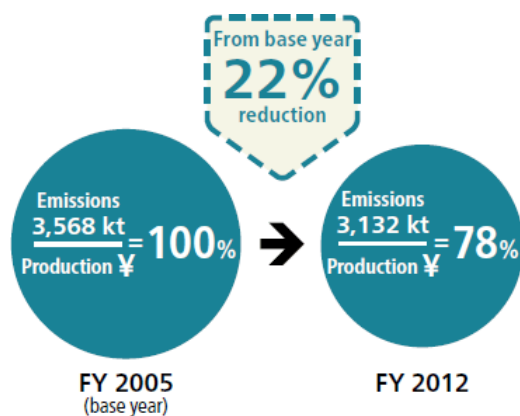 From base year
22%
reduction
Emissions
3,568 kt
Production ¥
= 100%
Emissions
3,132 kt
Production ¥
= 78%
FY 2005
(base year)
FY 2012